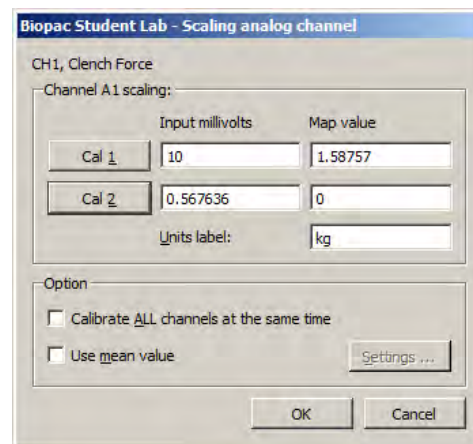 Biopac Student Lab - Scaling analog channel
CH1, Clench Force
Channel A1 scaling:
Input millivolts Map value
Cal 1 10 1.58757
Cal 2 0.567636 0
Units label: kg
Option
Calibrate ALL channels at the same time
Use mean value Settings ...
OK Cancel